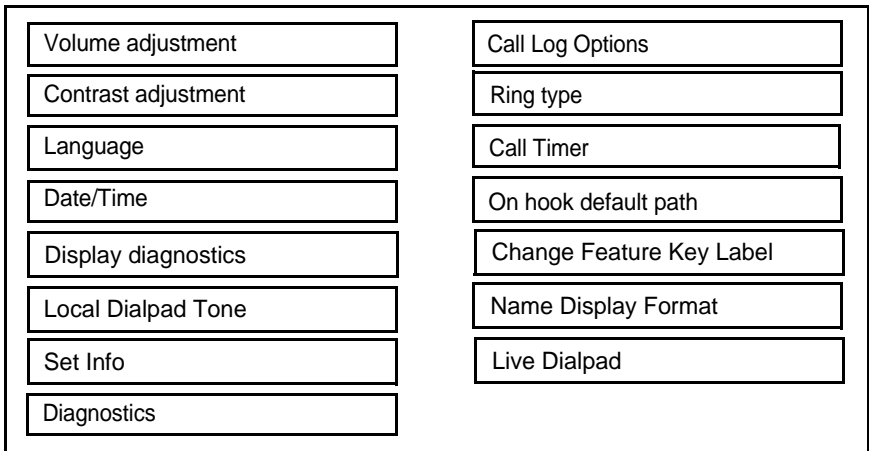 Volume adjustment
Contrast adjustment
Language
Date/Time
Display diagnostics
Local Dialpad Tone
Set Info
Diagnostics
Call Log Options
Ring type
Call Timer
On hook default path
Change Feature Key Label
Name Display Format
Live Dialpad